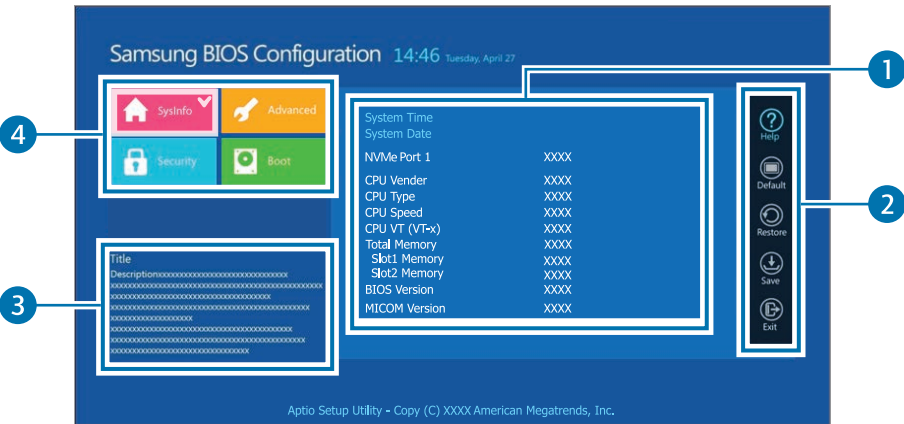 Samsung BIOS Configuration 14:46 Tuesday, April 27
1
SysInfo Advanced
Security Boot
4
System Time
System Date
NVMe Port 1 XXXX
CPU Vender XXXX
CPU Type XXXX
CPU Speed XXXX
CPU VT (VT-x) XXXX
Total Memory XXXX
Slot1 Memory XXXX
Slot2 Memory XXXX
BIOS Version XXXX
MICOM Version XXXX
Help
Default
Restore
Save
Exit
2
Title
3
Aptio Setup Utility - Copy (C) XXXX American Megatrends, Inc.